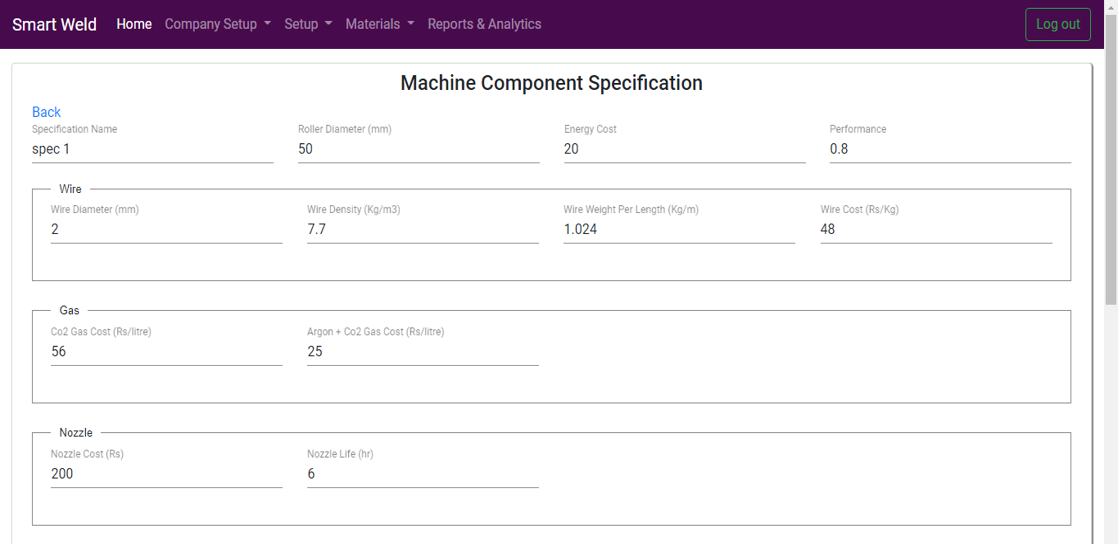 Smart Weld Home Company Setup Setup Materials Reports & Analytics Log out
Machine Component Specification
Back
Specification Name Roller Diameter (mm) Energy Cost Performance
spec 1 50 20 0.8
Wire
Wire Diameter (mm) Wire Density (Kg/m3) Wire Weight Per Length (Kg/m) Wire Cost (Rs/Kg)
2 7.7 1.024 48
Gas
Co2 Gas Cost (Rs/litre) Argon + Co2 Gas Cost (Rs/litre)
56 25
Nozzle
Nozzle Cost (Rs) Nozzle Life (hr)
200 6